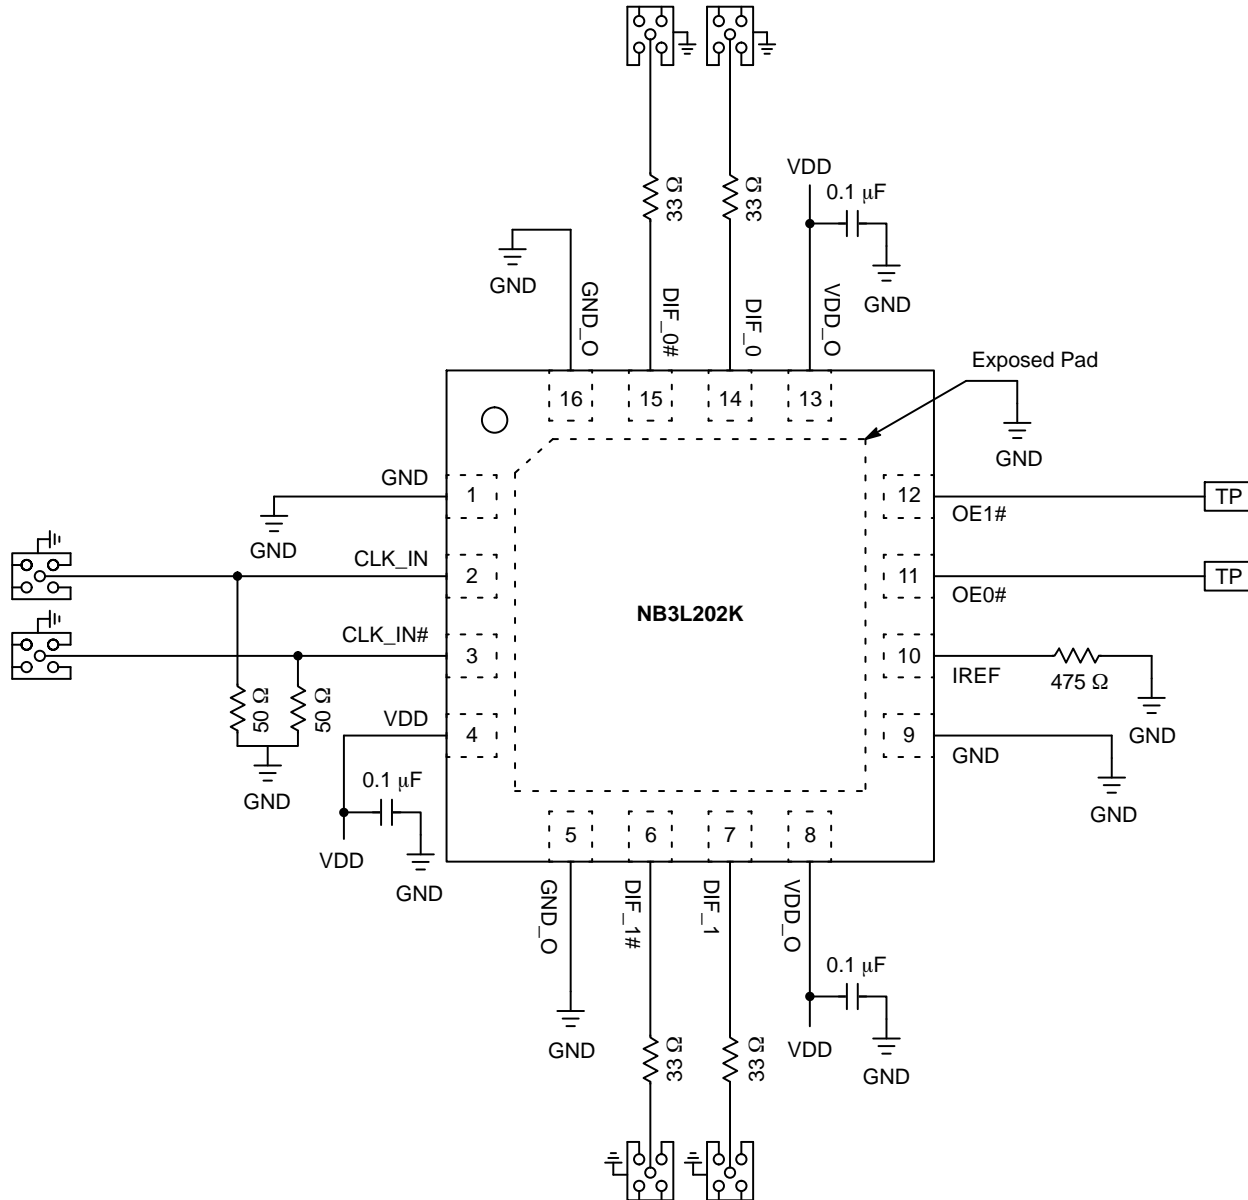 33 Ω
33 Ω
VDD
0.1 μF
GND
GND
GND_O
DIF_0#
DIF_0
VDD_O
Exposed Pad
GND
16
15
14
13
GND
1
GND
12
OE1#
TP
CLK_IN
2
11
OE0#
TP
NB3L202K
CLK_IN#
3
10
IREF
475 Ω
GND
50 Ω
50 Ω
GND
VDD
4
9
GND
GND
0.1 μF
VDD
GND
5
6
7
8
GND_O
DIF_1#
DIF_1
VDD_O
0.1 μF
GND
VDD
GND
33 Ω
33 Ω